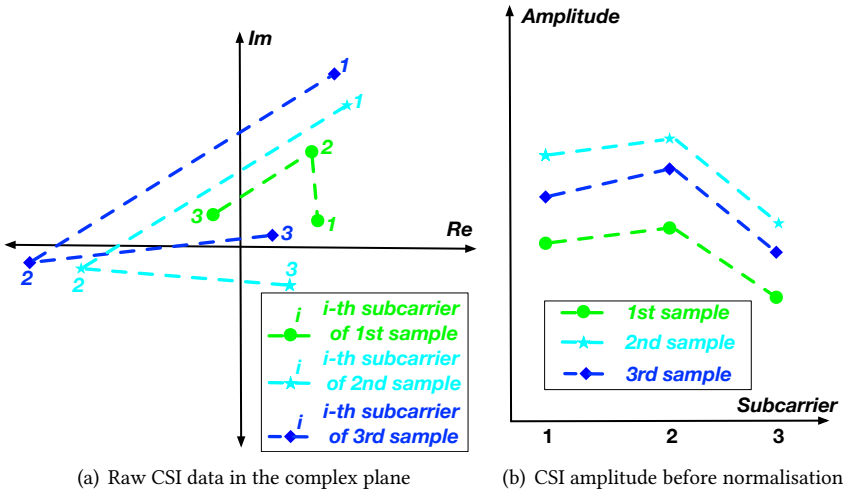 Im
Re
1
1
2
3
1
3
2
2
3
i i-th subcarrier
of 1st sample
i i-th subcarrier
of 2nd sample
i i-th subcarrier
of 3rd sample
(a) Raw CSI data in the complex plane
Amplitude
1st sample
2nd sample
3rd sample
Subcarrier
1 2 3
(b) CSI amplitude before normalisation